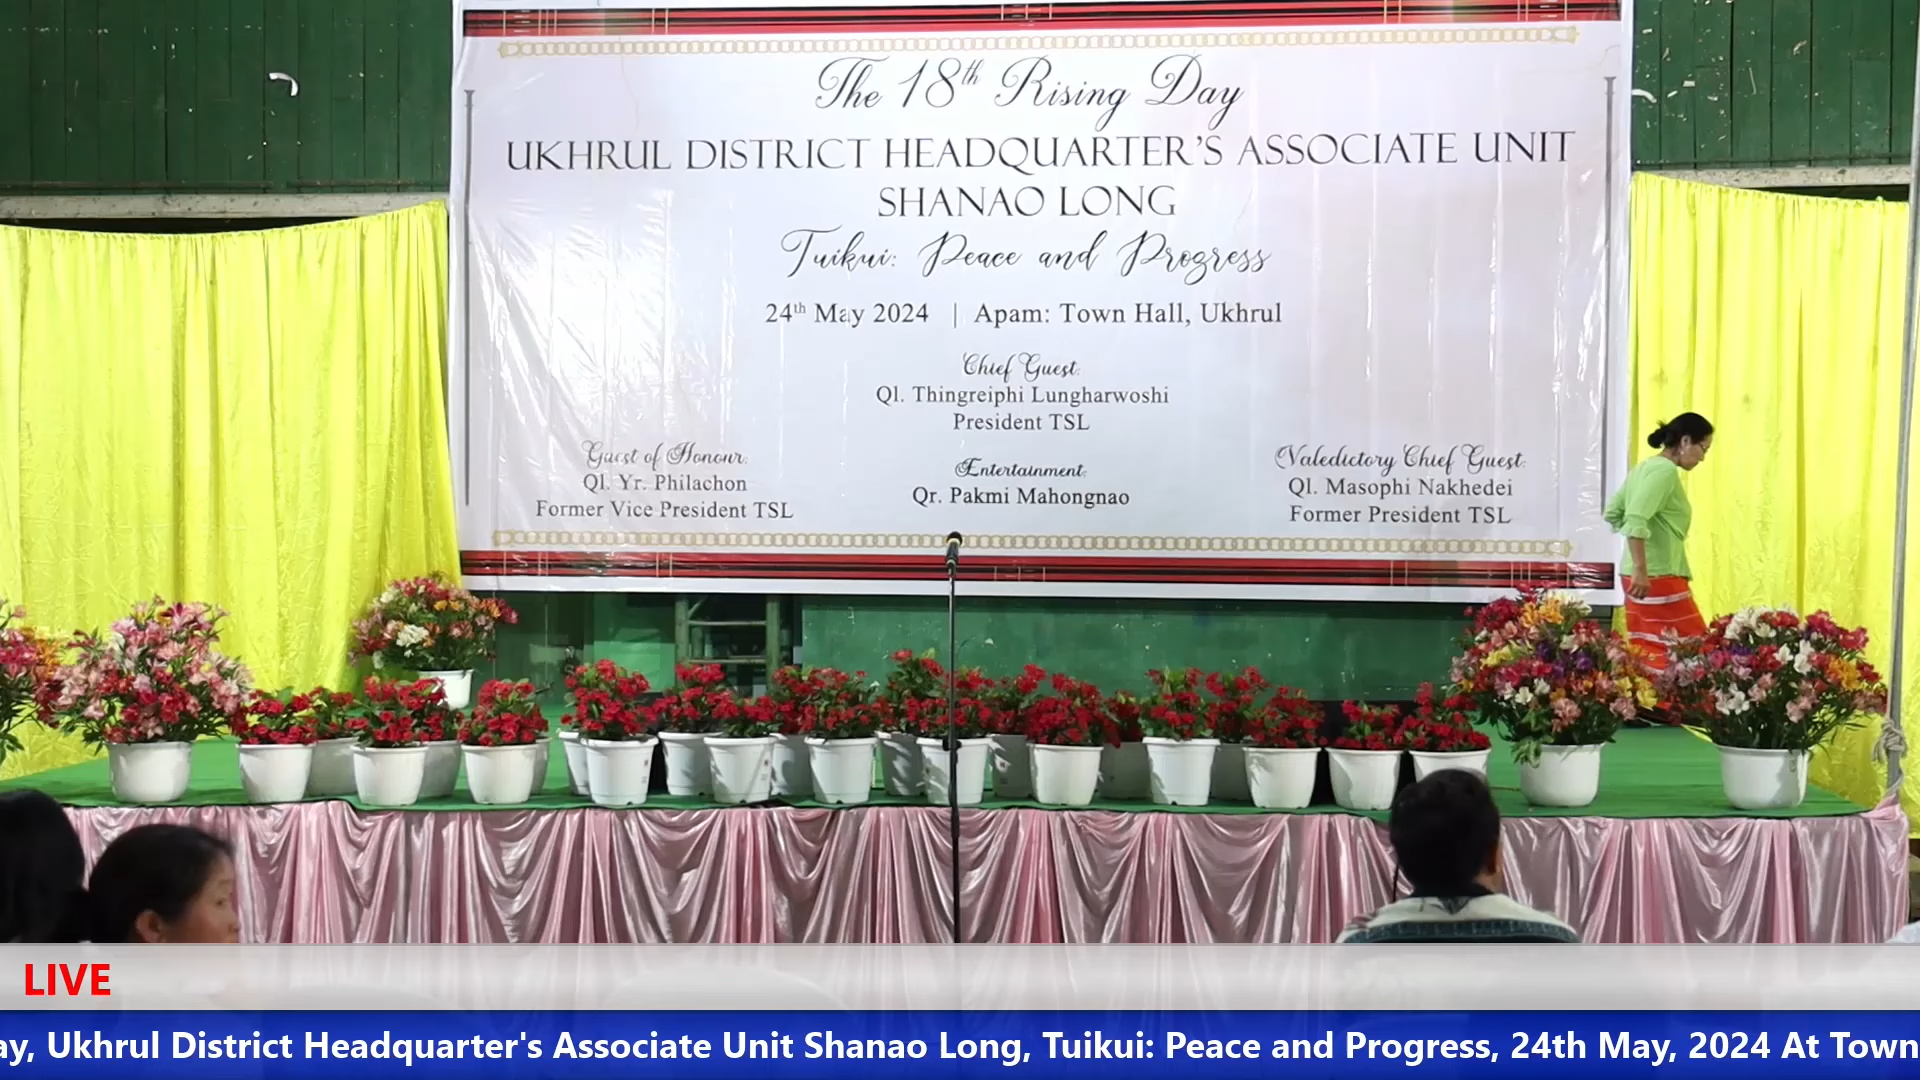 The 18th Rising Day
UKHRUL DISTRICT HEADQUARTER'S ASSOCIATE UNIT
SHANAO LONG
Tuikui: Peace and Progress
24th May 2024 | Apam: Town Hall, Ukhrul
Chief Guest:
Ql. Thingreiphi Lungharwoshi
President TSL
Guest of Honour:
Ql. Yr. Philachon
Former Vice President TSL
Entertainment:
Qr. Pakmi Mahongnao
Valedictory Chief Guest:
Ql. Masophi Nakhedei
Former President TSL
LIVE
ay, Ukhrul District Headquarter's Associate Unit Shanao Long, Tuikui: Peace and Progress, 24th May, 2024 At Town